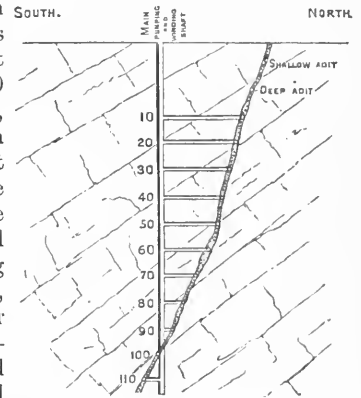 SOUTH.
MAIN
PUMPING
AND
WINDING
SHAFT
NORTH.
SHALLOW ADIT
DEEP ADIT
10
20
30
40
50
60
70
80
90
100
110